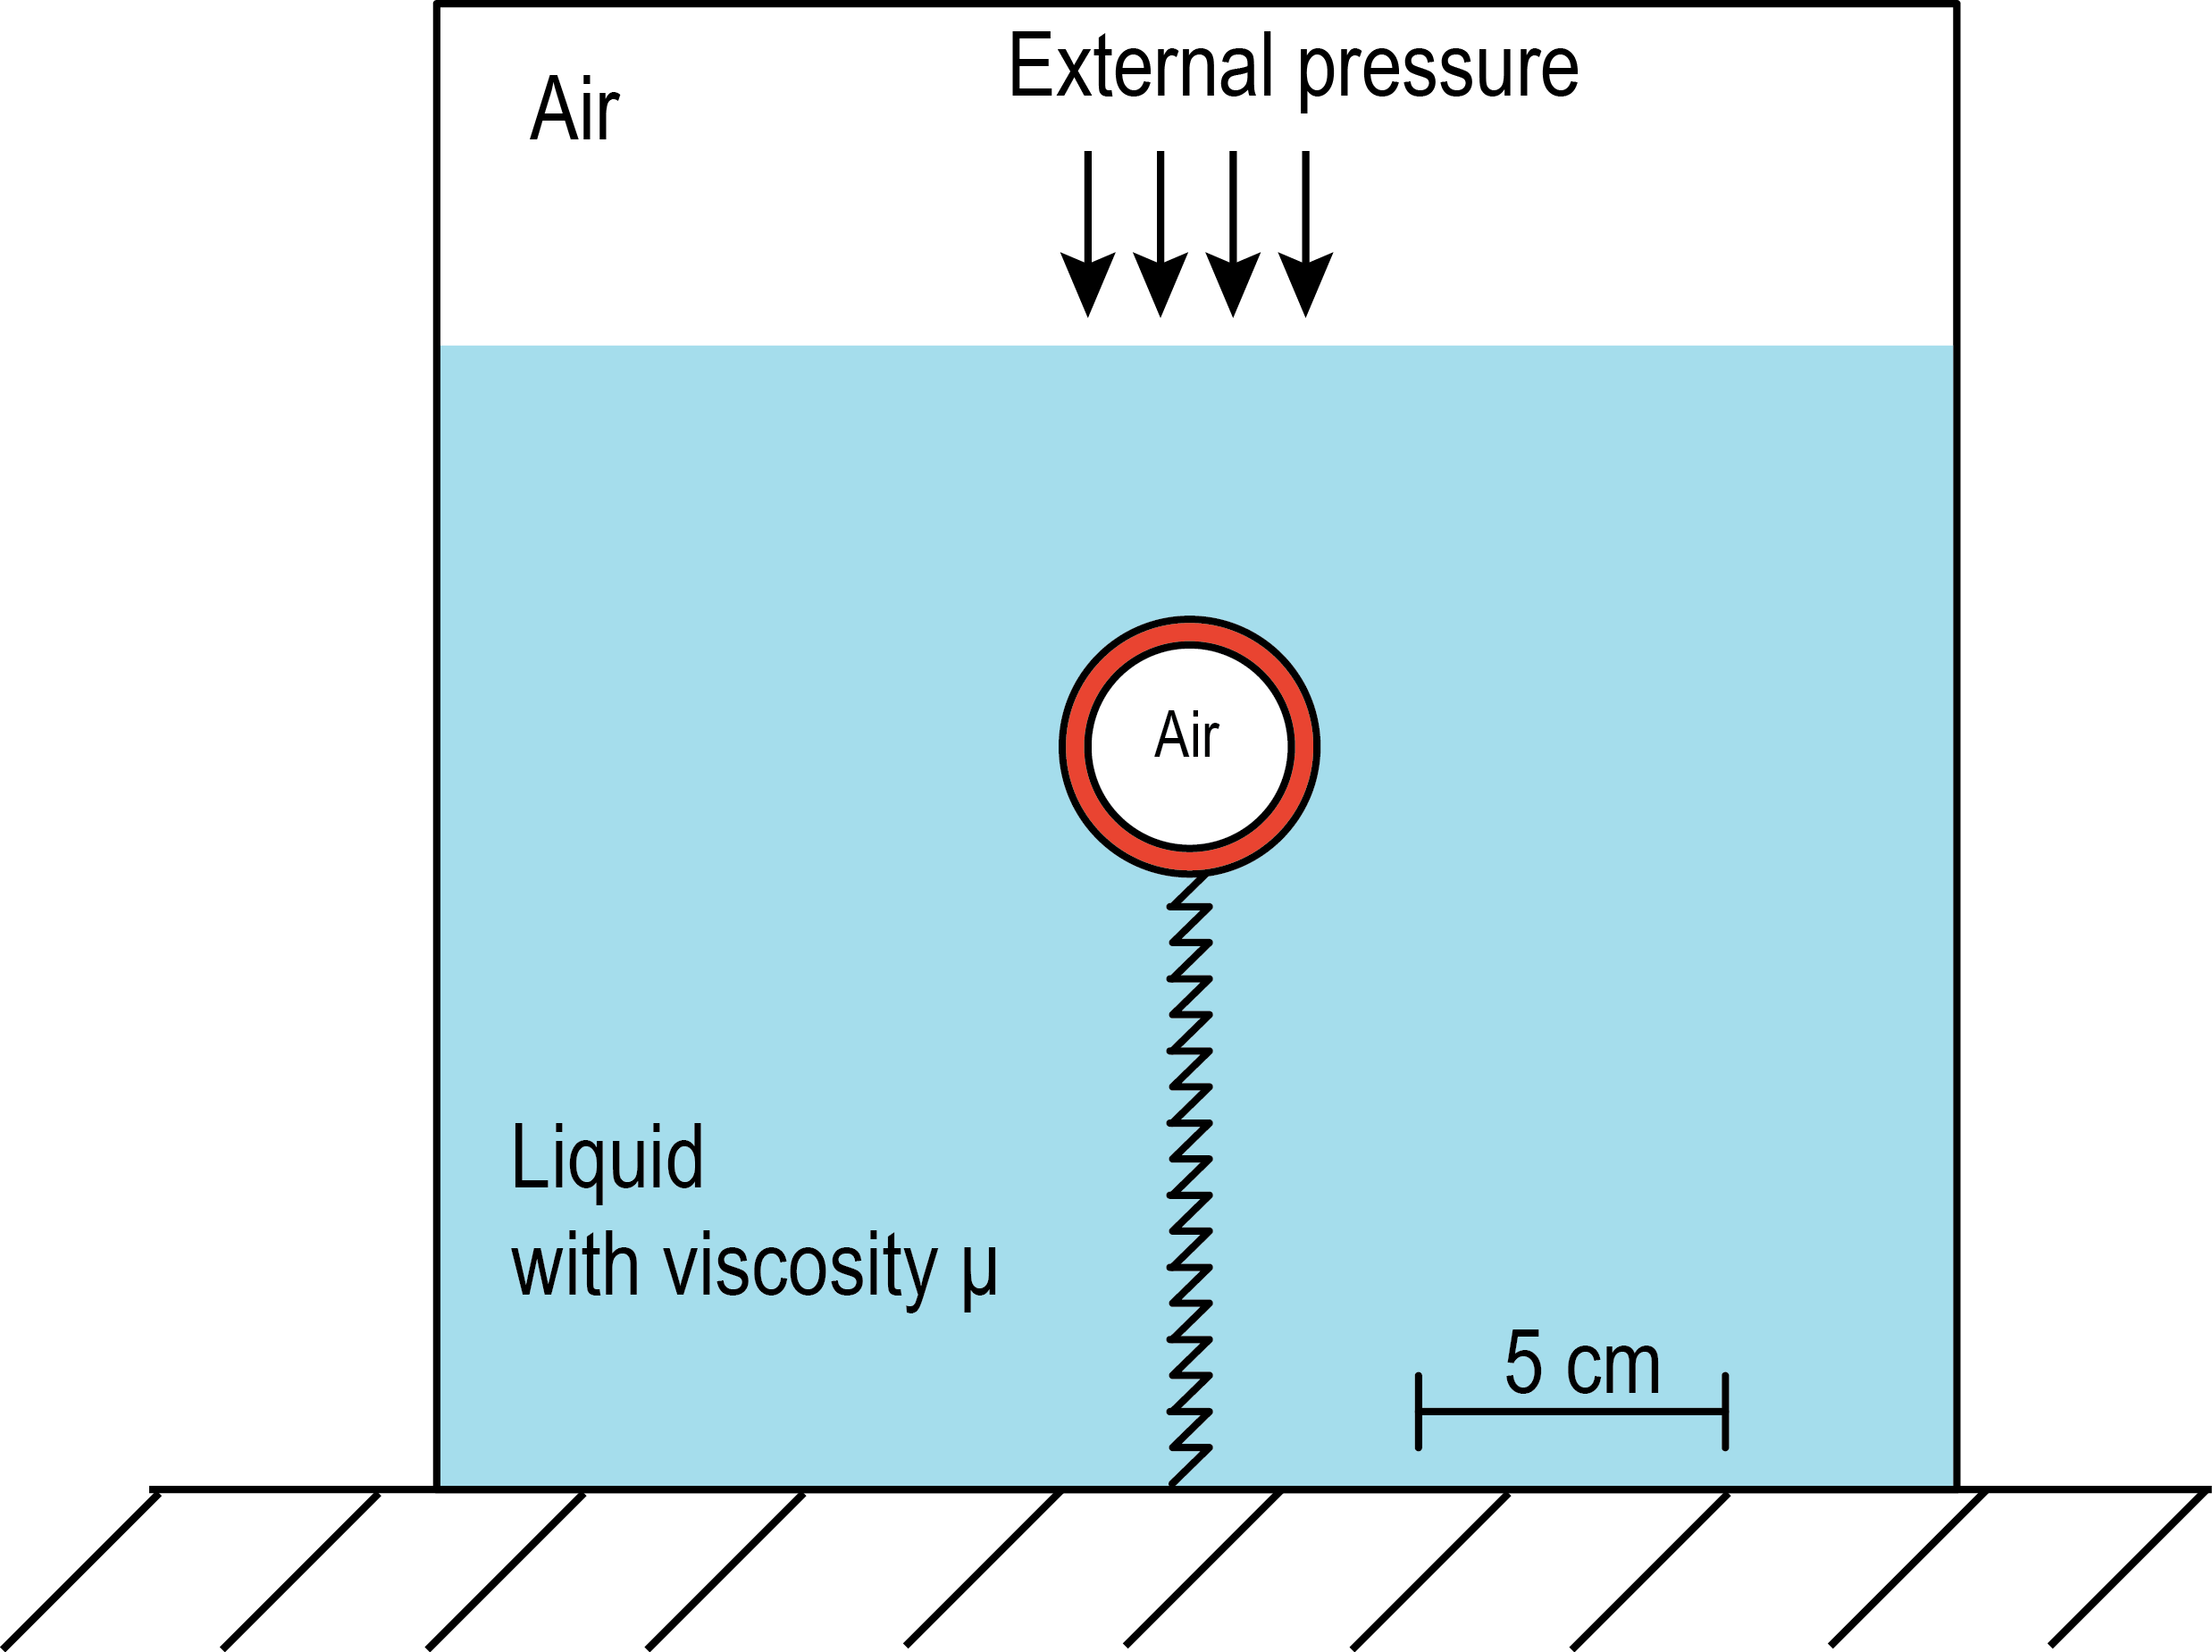 External pressure
Air
Air
Liquid
with viscosity μ
5 cm